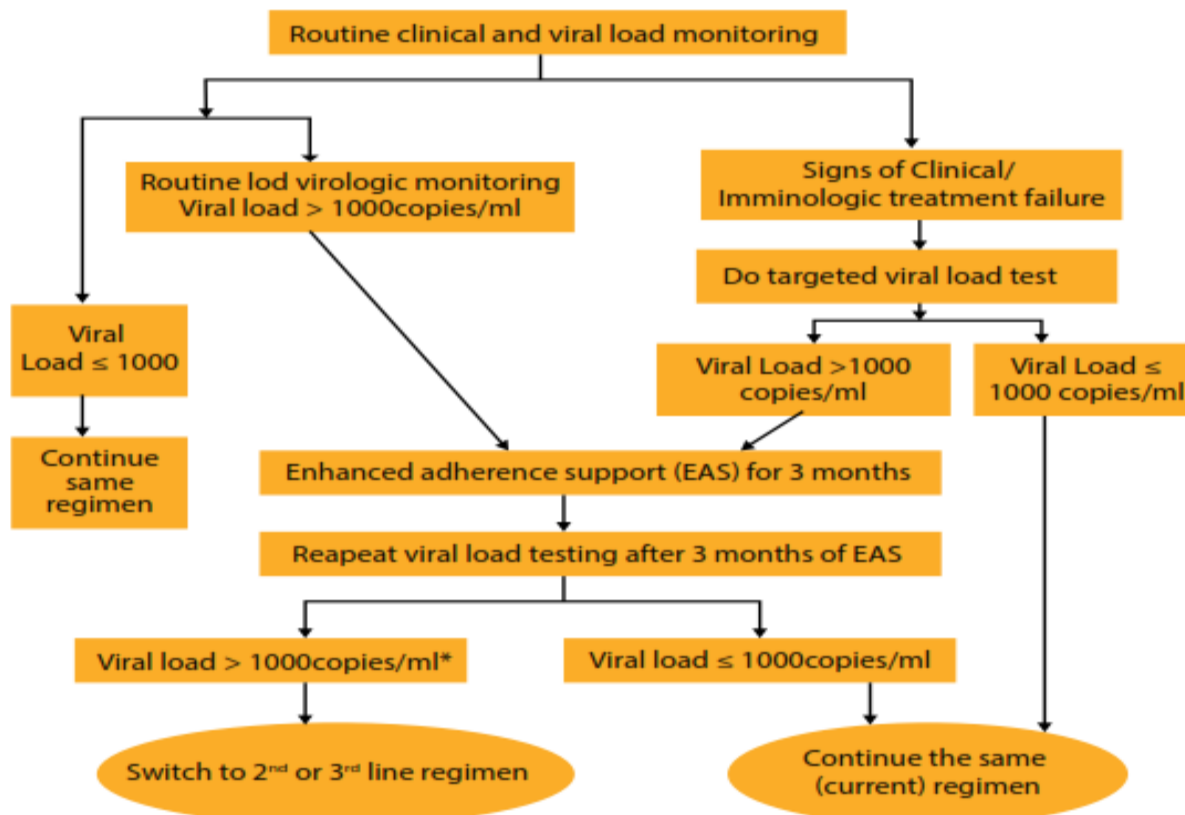 Routine clinical and viral load monitoring
Routine lod virologic monitoring
Viral load > 1000copies/ml
Signs of Clinical/
Imminologic treatment failure
Do targeted viral load test
Viral
Load ≤ 1000
Viral Load >1000
copies/ml
Viral Load ≤
1000 copies/ml
Continue
same
regimen
Enhanced adherence support (EAS) for 3 months
Reapeat viral load testing after 3 months of EAS
Viral load > 1000copies/ml*
Viral load ≤ 1000copies/ml
Switch to 2nd or 3rd line regimen
Continue the same
(current) regimen